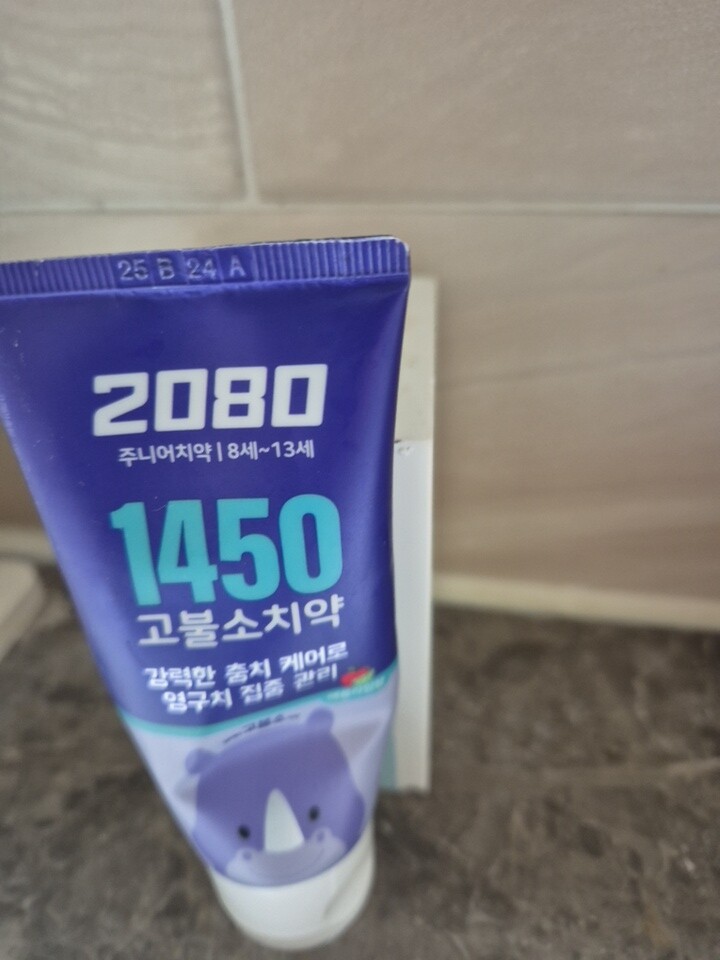 25 B 24 A
2080
주니어치약 | 8세~13세
1450
고불소치약
강력한 충치 케어로
영구치 집중 관리